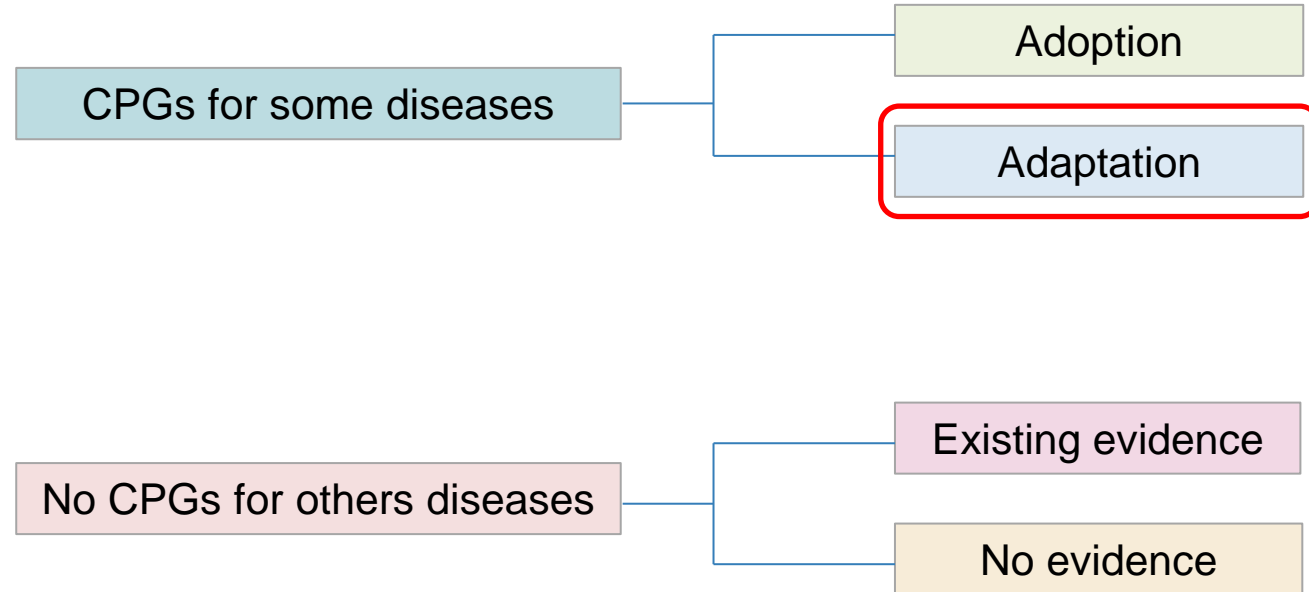 CPGs for some diseases
Adoption
Adaptation
No CPGs for others diseases
Existing evidence
No evidence